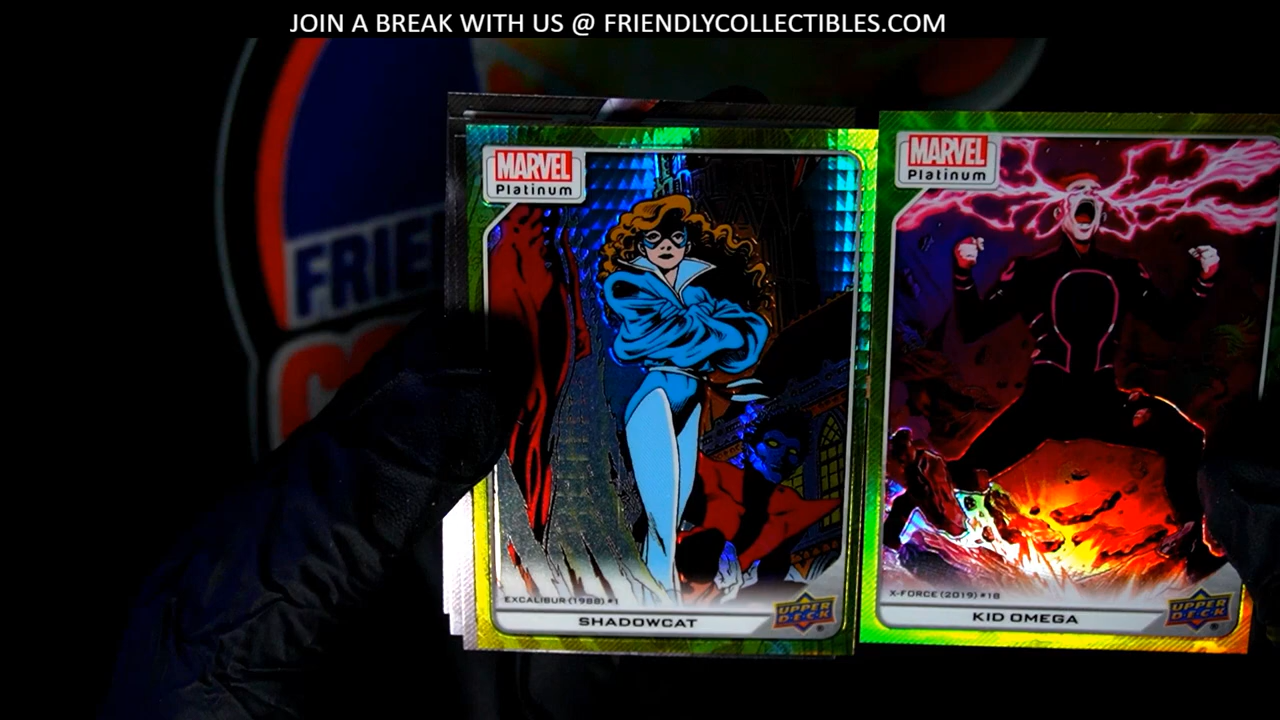 JOIN A BREAK WITH US @ FRIENDLYCOLLECTIBLES.COM
FRIE
MARVEL
Platinum
EXCALIBUR (1988) #1
SHADOWCAT
UPPER
DECK
MARVEL
Platinum
X-FORCE (2019) #18
KID OMEGA
UPPER
DECK